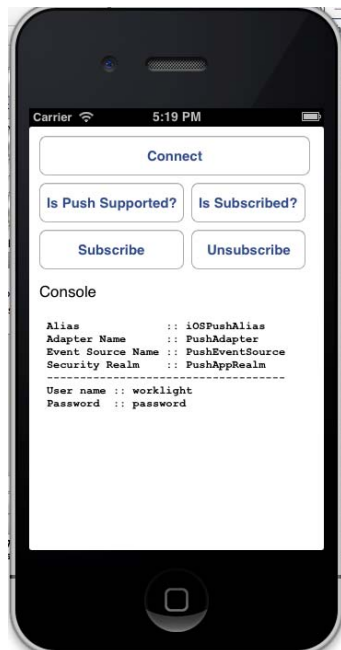 Carrier 5:19 PM
Connect
Is Push Supported? Is Subscribed?
Subscribe Unsubscribe
Console
Alias :: iOSPushAlias
Adapter Name :: PushAdapter
Event Source Name :: PushEventSource
Security Realm :: PushAppRealm
----------------------------------
User name :: worklight
Password :: password